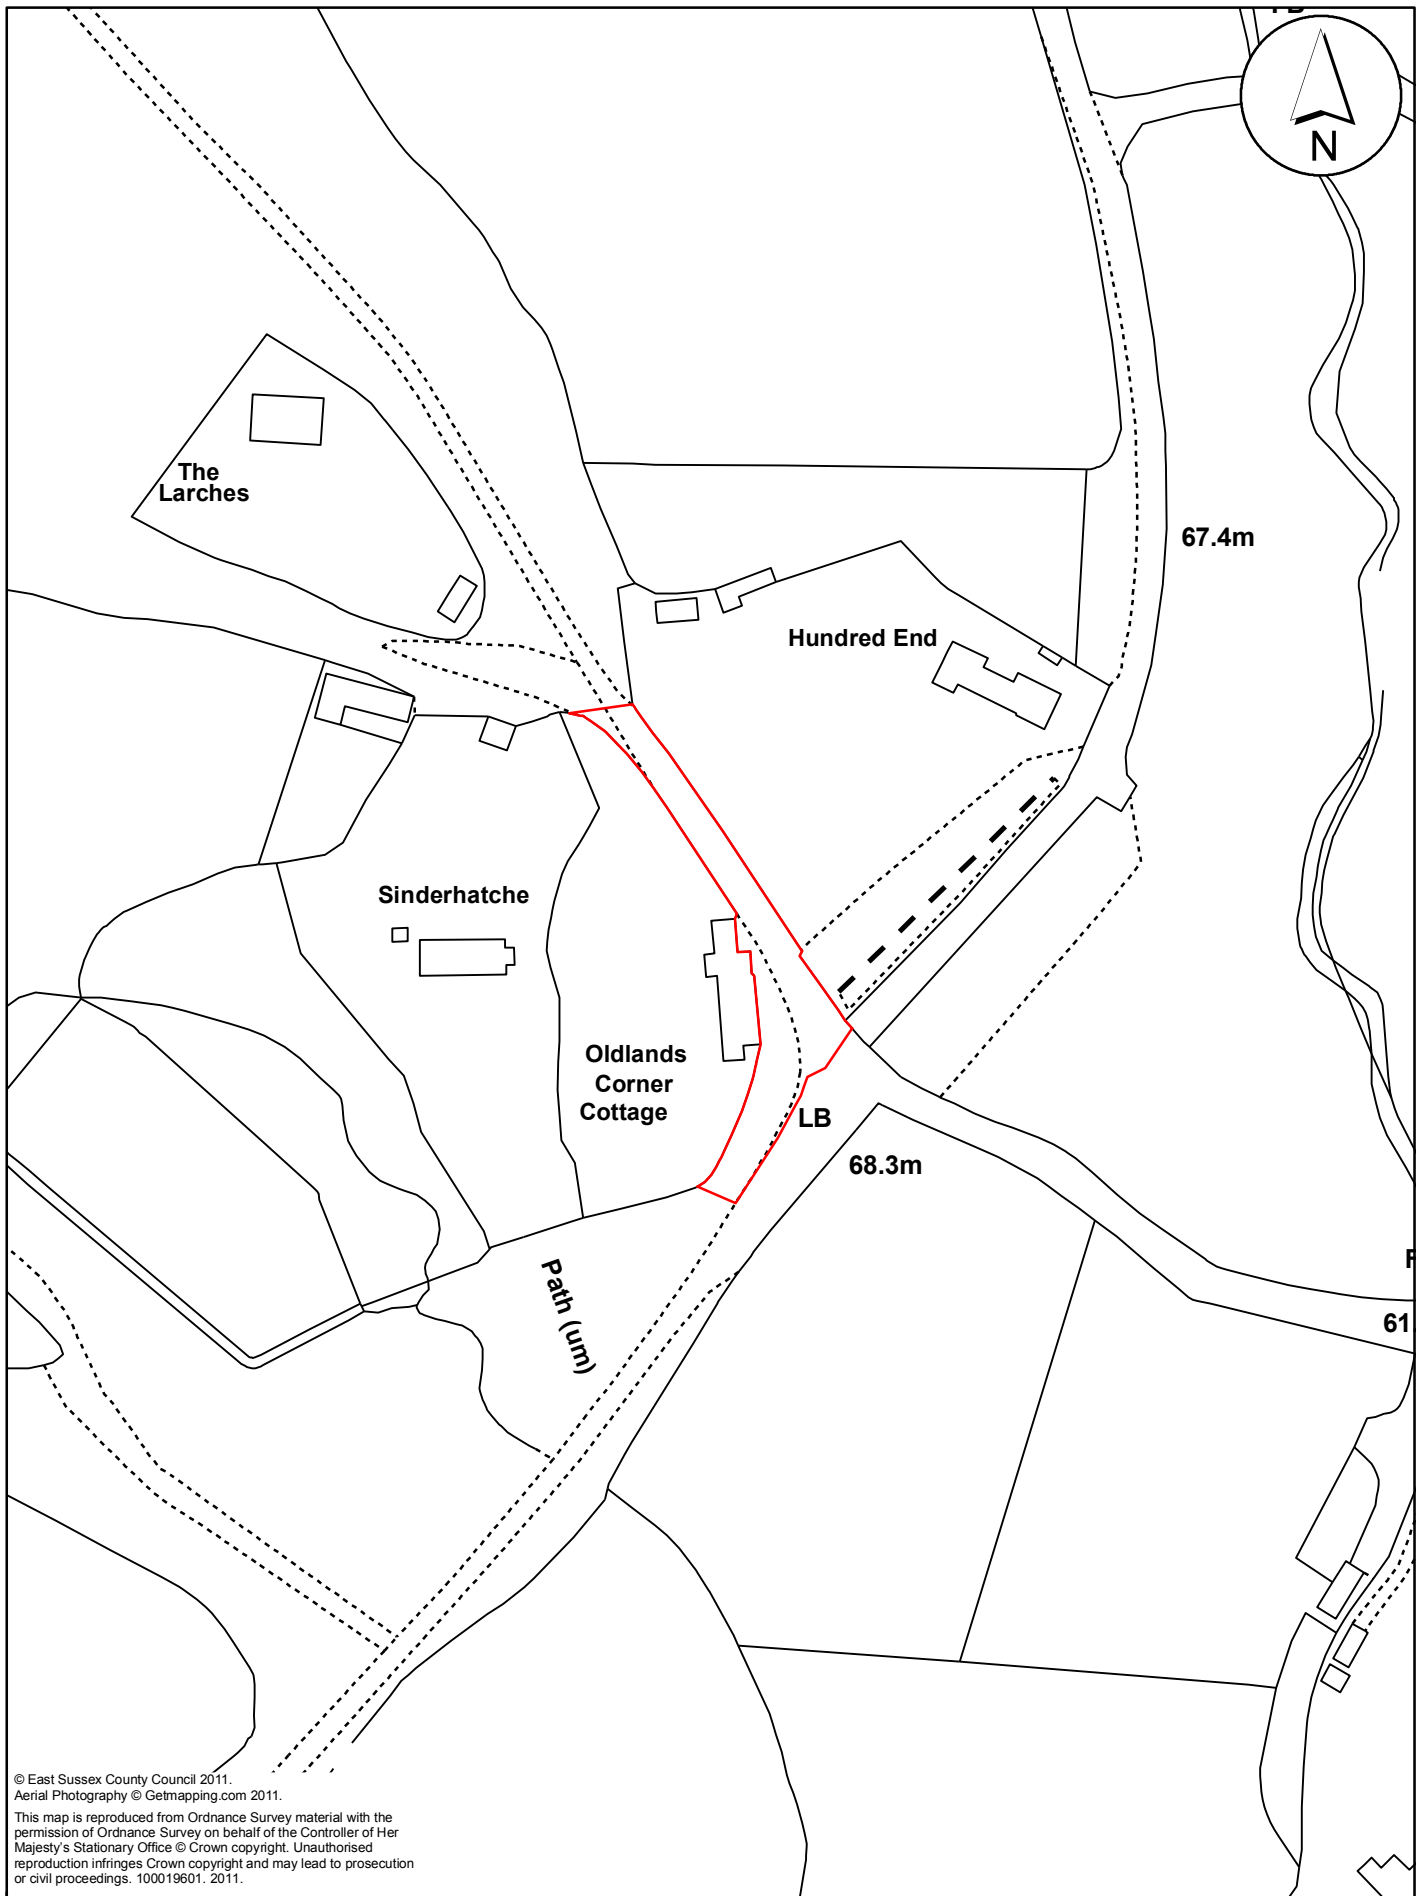 N
The
Larches
67.4m
Hundred End
Sinderhatche
Oldlands
Corner
Cottage
LB
68.3m
Path (um)
61
© East Sussex County Council 2011.
Aerial Photography © Getmapping.com 2011.
This map is reproduced from Ordnance Survey material with the
permission of Ordnance Survey on behalf of the Controller of Her
Majesty's Stationary Office © Crown copyright. Unauthorised
reproduction infringes Crown copyright and may lead to prosecution
or civil proceedings. 100019601. 2011.